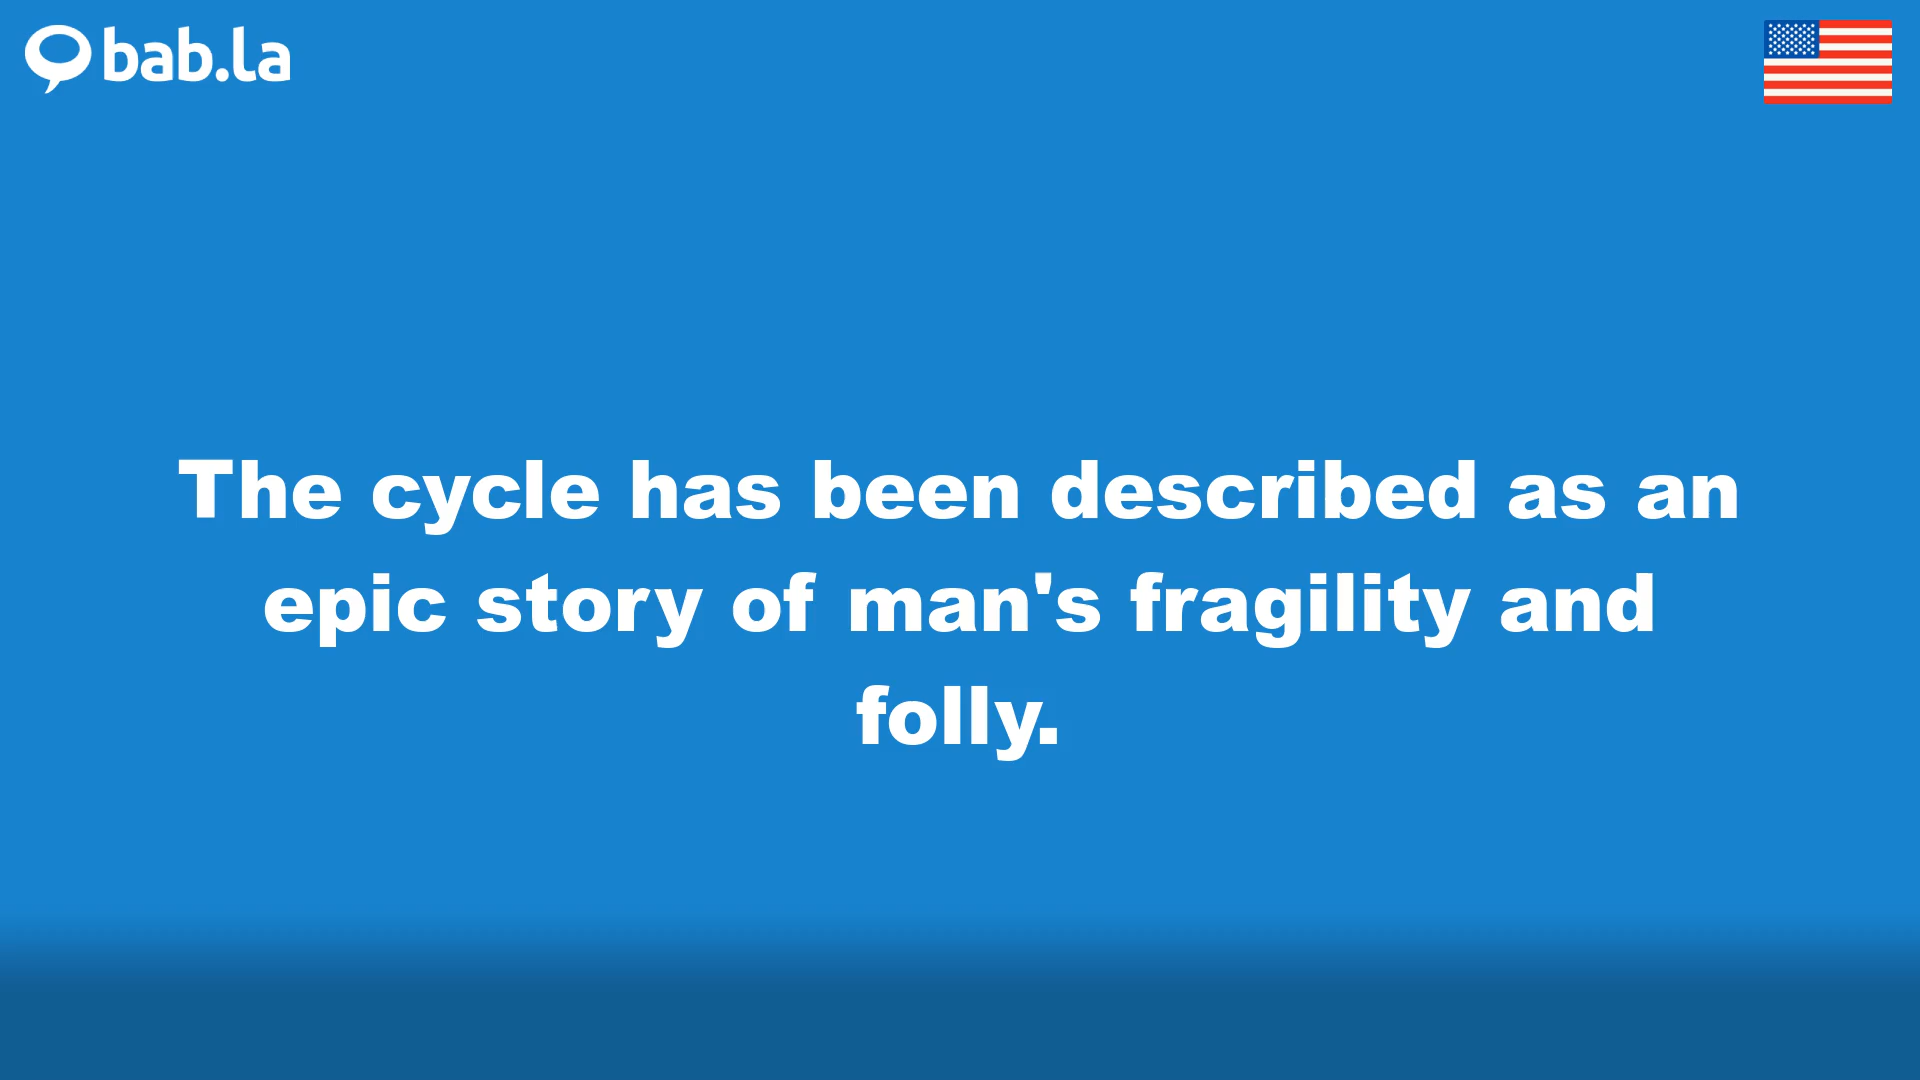 bab.la
The cycle has been described as an
epic story of man's fragility and
folly.